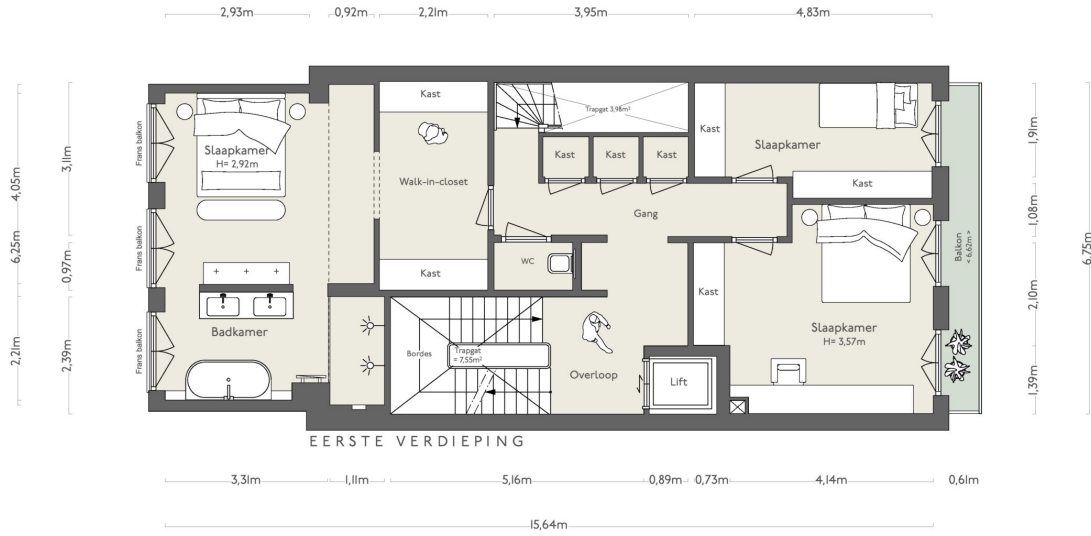 2,93m
0,92m
2,21m
3,95m
4,83m
Kast
Trapgat 3.98m²
Kast
Slaapkamer
Frans balkon
Slaapkamer
H= 2,92m
Kast
Kast
Kast
Walk-in-closet
Kast
Gang
Frans balkon
WC
Kast
Kast
Balkon
< 6,62m >
Badkamer
Slaapkamer
H= 3,57m
Frans balkon
Bordes
Trapgat
= 7,55m²
Overloop
Lift
4,05m
6,25m
2,21m
3,11m
0,97m
2,39m
1,91m
1,08m
2,10m
1,39m
6,75m
EERSTE VERDIEPING
3,31m
1,11m
5,16m
0,89m
0,73m
4,14m
0,61m
15,64m